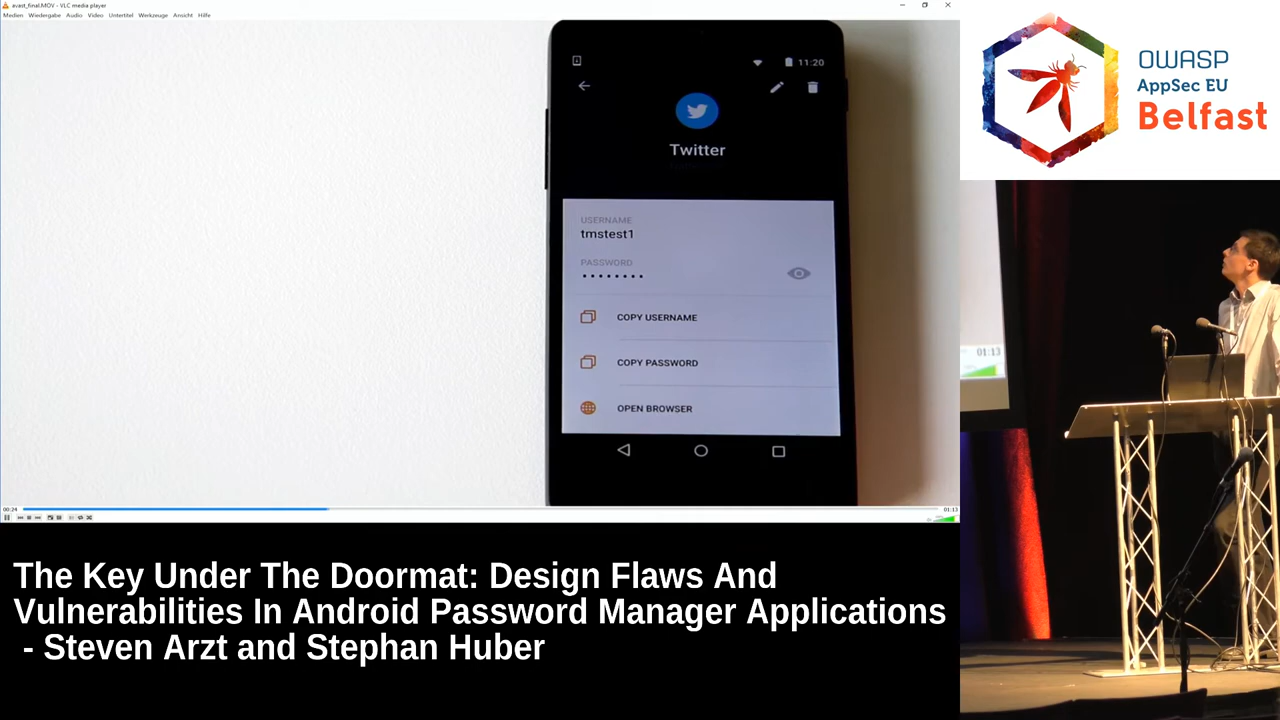 avast_final.MOV - VLC media player
Medien Wiedergabe Audio Video Untertitel Werkzeuge Ansicht Hilfe
11:20
Twitter
USERNAME
tmstest1
PASSWORD
COPY USERNAME
COPY PASSWORD
OPEN BROWSER
00:24
01:13
OWASP
AppSec EU
Belfast
01:13
The Key Under The Doormat: Design Flaws And
Vulnerabilities In Android Password Manager Applications
- Steven Arzt and Stephan Huber